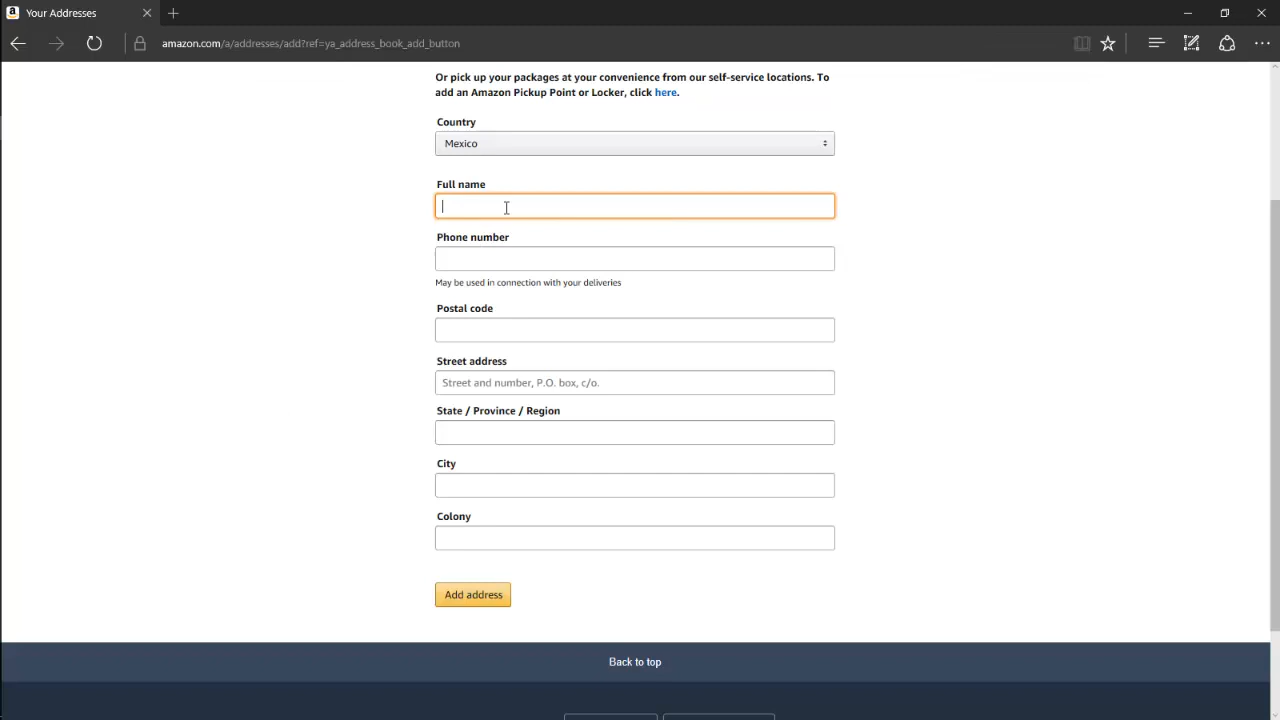 Your Addresses
amazon.com/a/addresses/add?ref=ya_address_book_add_button
Or pick up your packages at your convenience from our self-service locations. To
add an Amazon Pickup Point or Locker, click here.
Country
Mexico
Full name
Phone number
May be used in connection with your deliveries
Postal code
Street address
Street and number, P.O. box, c/o.
State / Province / Region
City
Colony
Add address
Back to top